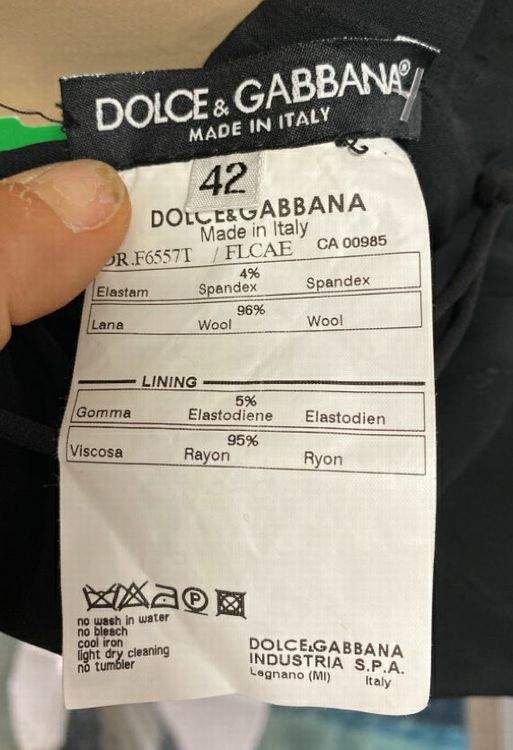 DOLCE & GABBANA®
MADE IN ITALY
42
DOLCE&GABBANA
Made in Italy
DR.F6557T / FLCAE CA 00985
4%
Elastam Spandex Spandex
96%
Lana Wool Wool
LINING
5%
Gomma Elastodiene Elastodien
95%
Viscosa Rayon Ryon
P
no wash in water
no bleach
cool iron
light dry cleaning
no tumbler
DOLCE&GABBANA
INDUSTRIA S.P.A.
Legnano (MI) Italy